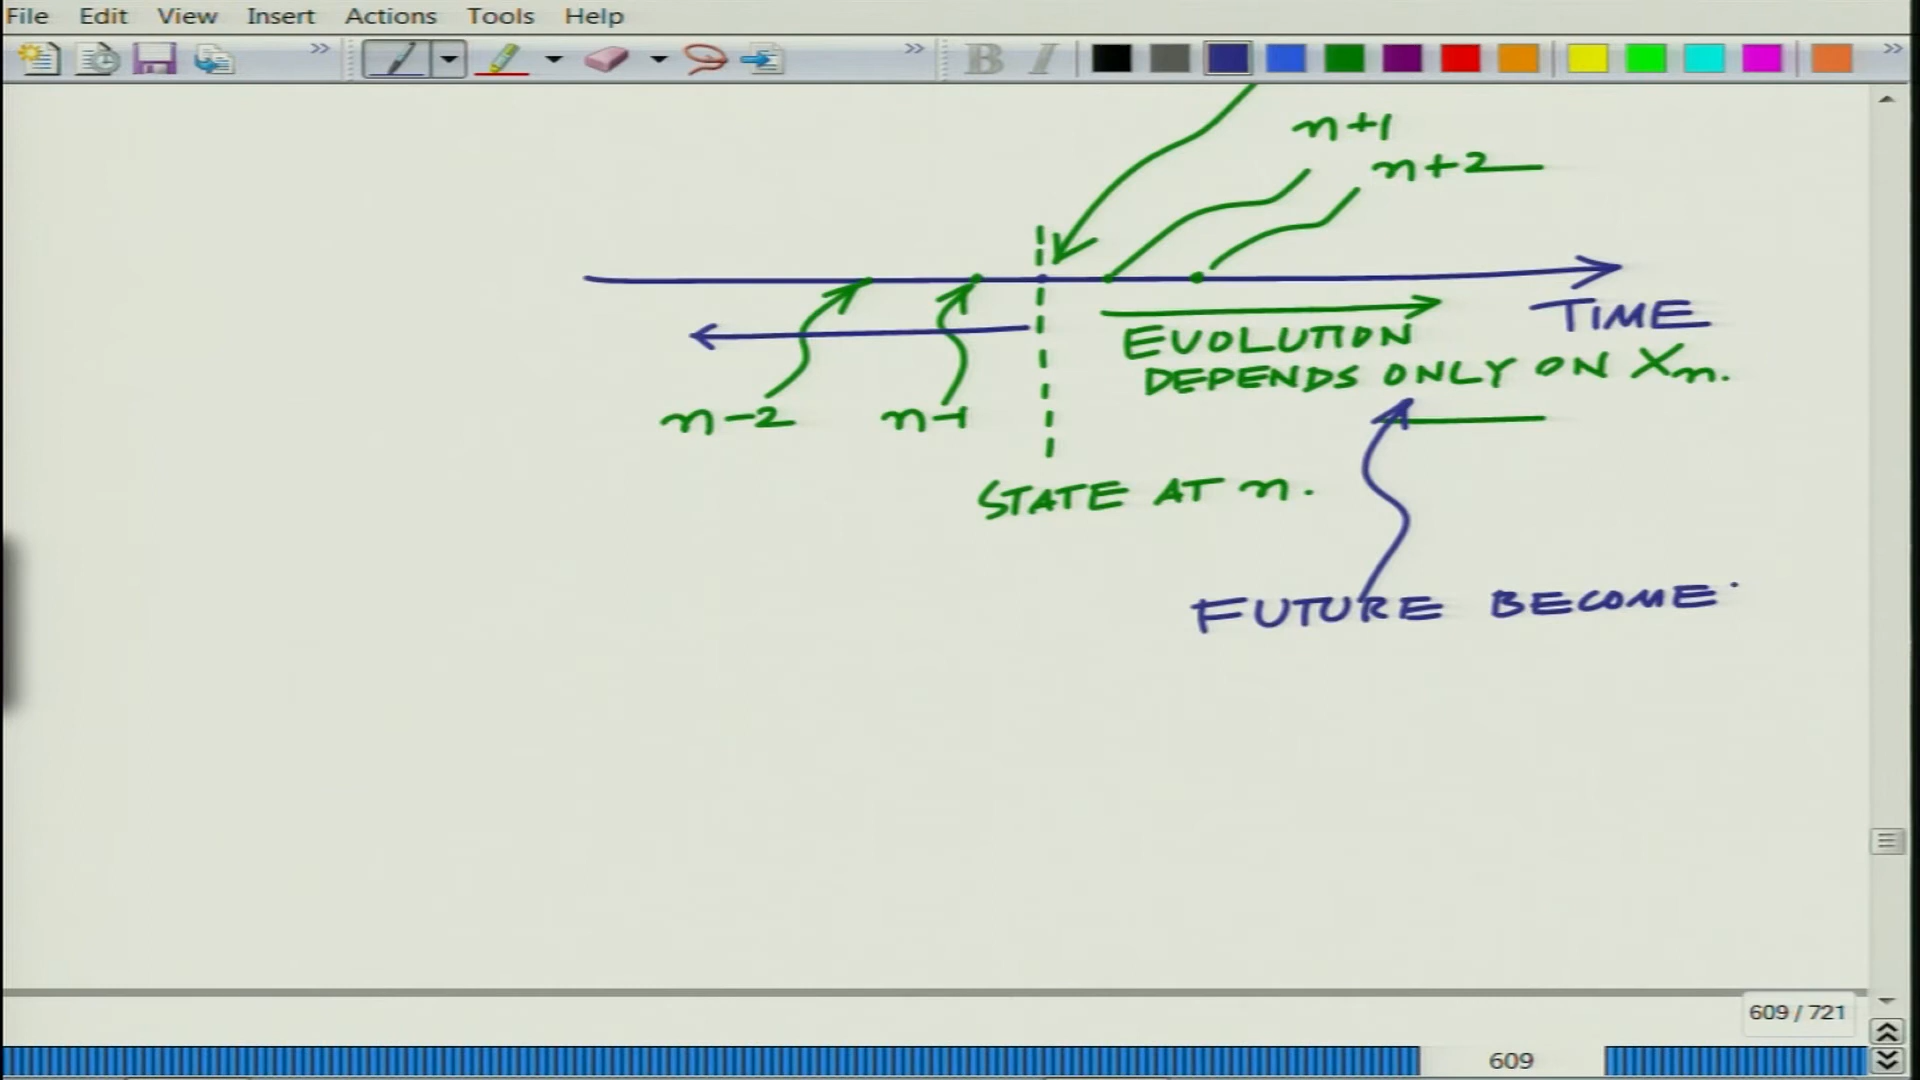 File Edit View Insert Actions Tools Help
B I
n+1
n+2
TIME
EVOLUTION
DEPENDS ONLY ON Xn.
n-2 n-1
STATE AT n.
FUTURE BECOME
609 / 721
609